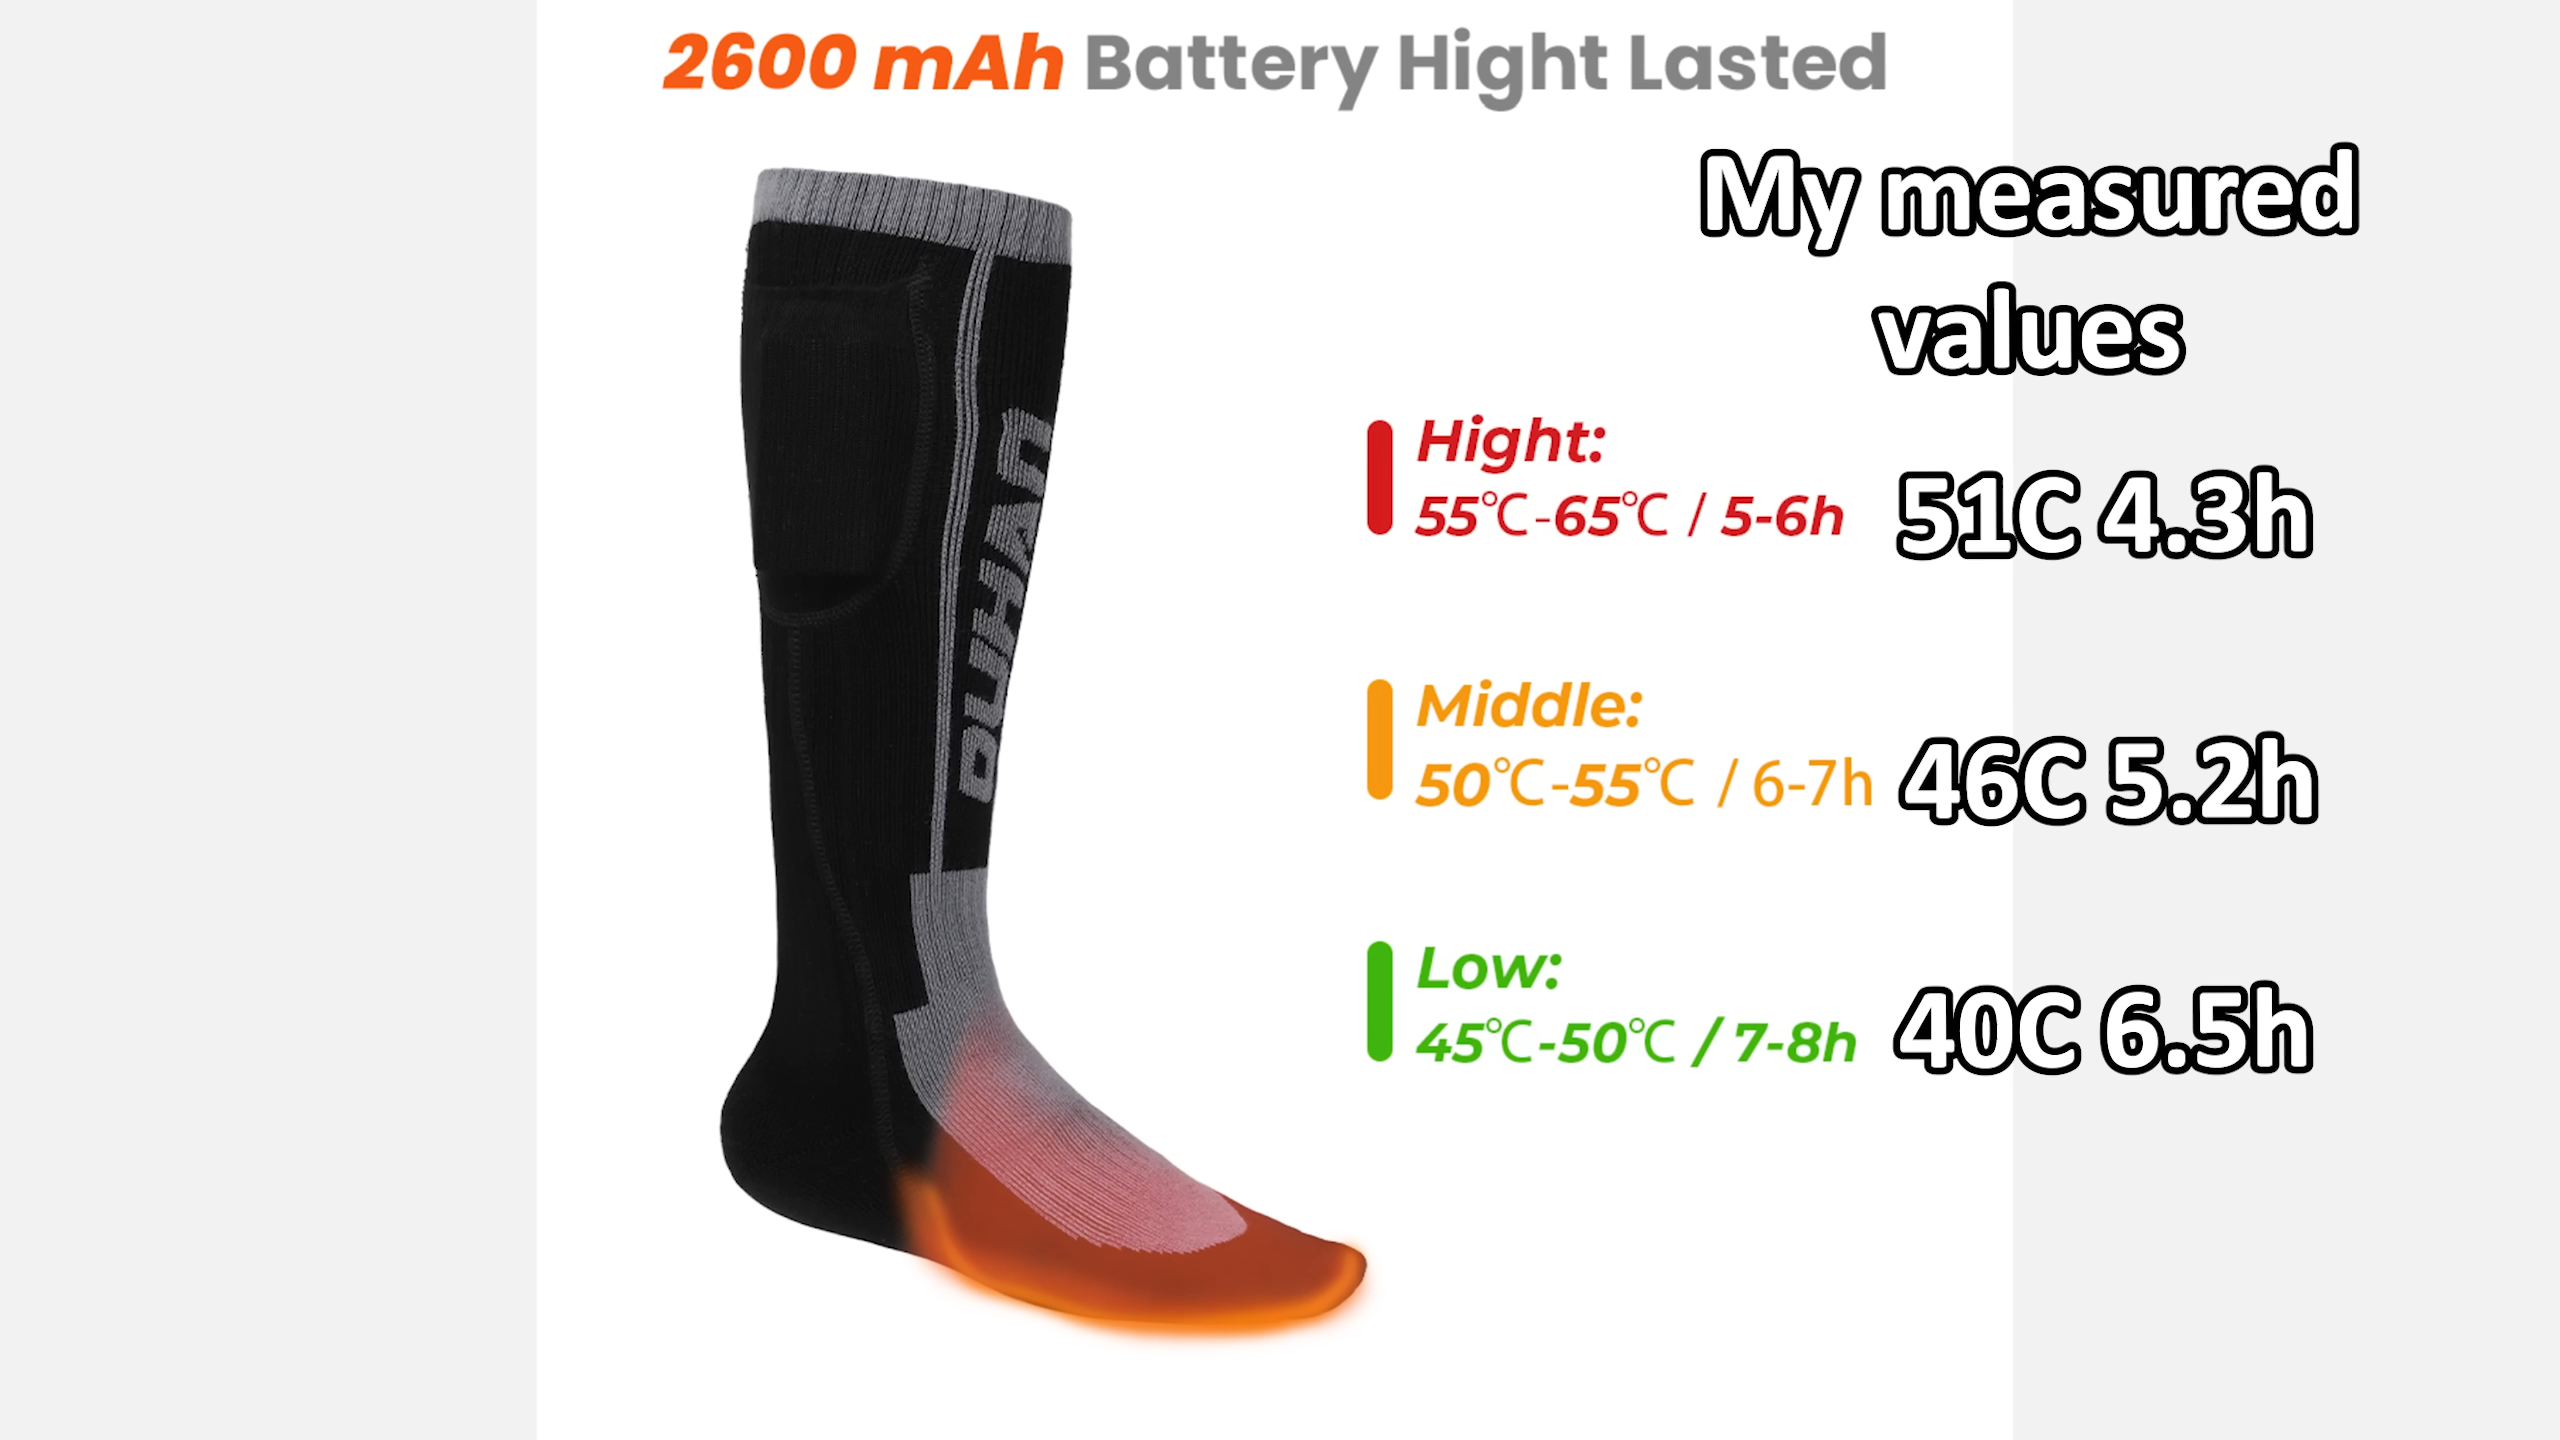 2600 mAh Battery Hight Lasted
My measured
values
Hight:
55℃-65℃ / 5-6h
51C 4.3h
Middle:
50℃-55℃ / 6-7h
46C 5.2h
Low:
45℃-50℃ / 7-8h
40C 6.5h
DUHAN